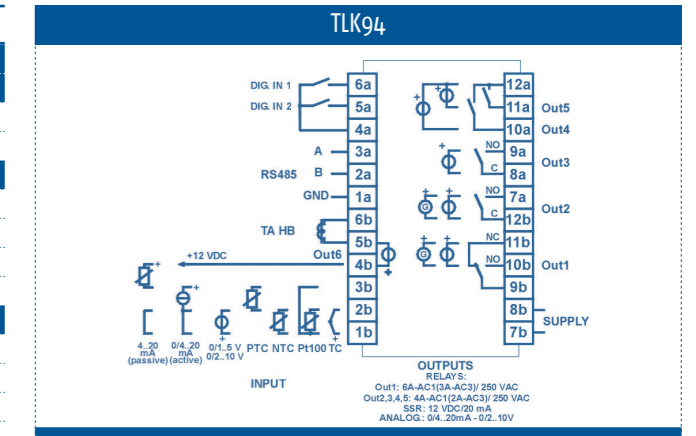 TLK94
DIG. IN 1
DIG. IN 2
A
RS485 B
GND
TA HB
Out6
+12 VDC
6a
5a
4a
3a
2a
1a
6b
5b
4b
3b
2b
1b
12a
11a Out5
10a Out4
NO 9a
Out3
C 8a
NO 7a
Out2
C 12b
NC 11b
NO 10b Out1
9b
8b
SUPPLY
7b
G
G
+
+
+
+
+
+
+
+
+
+
+
+
4..20 mA (passive)
0/4..20 mA (active)
0/1..5 V
0/2..10 V
PTC NTC Pt100 TC
INPUT
OUTPUTS
RELAYS:
Out1: 6A-AC1(3A-AC3)/ 250 VAC
Out2,3,4,5: 4A-AC1(2A-AC3)/ 250 VAC
SSR: 12 VDC/20 mA
ANALOG.: 0/4..20mA - 0/2..10V